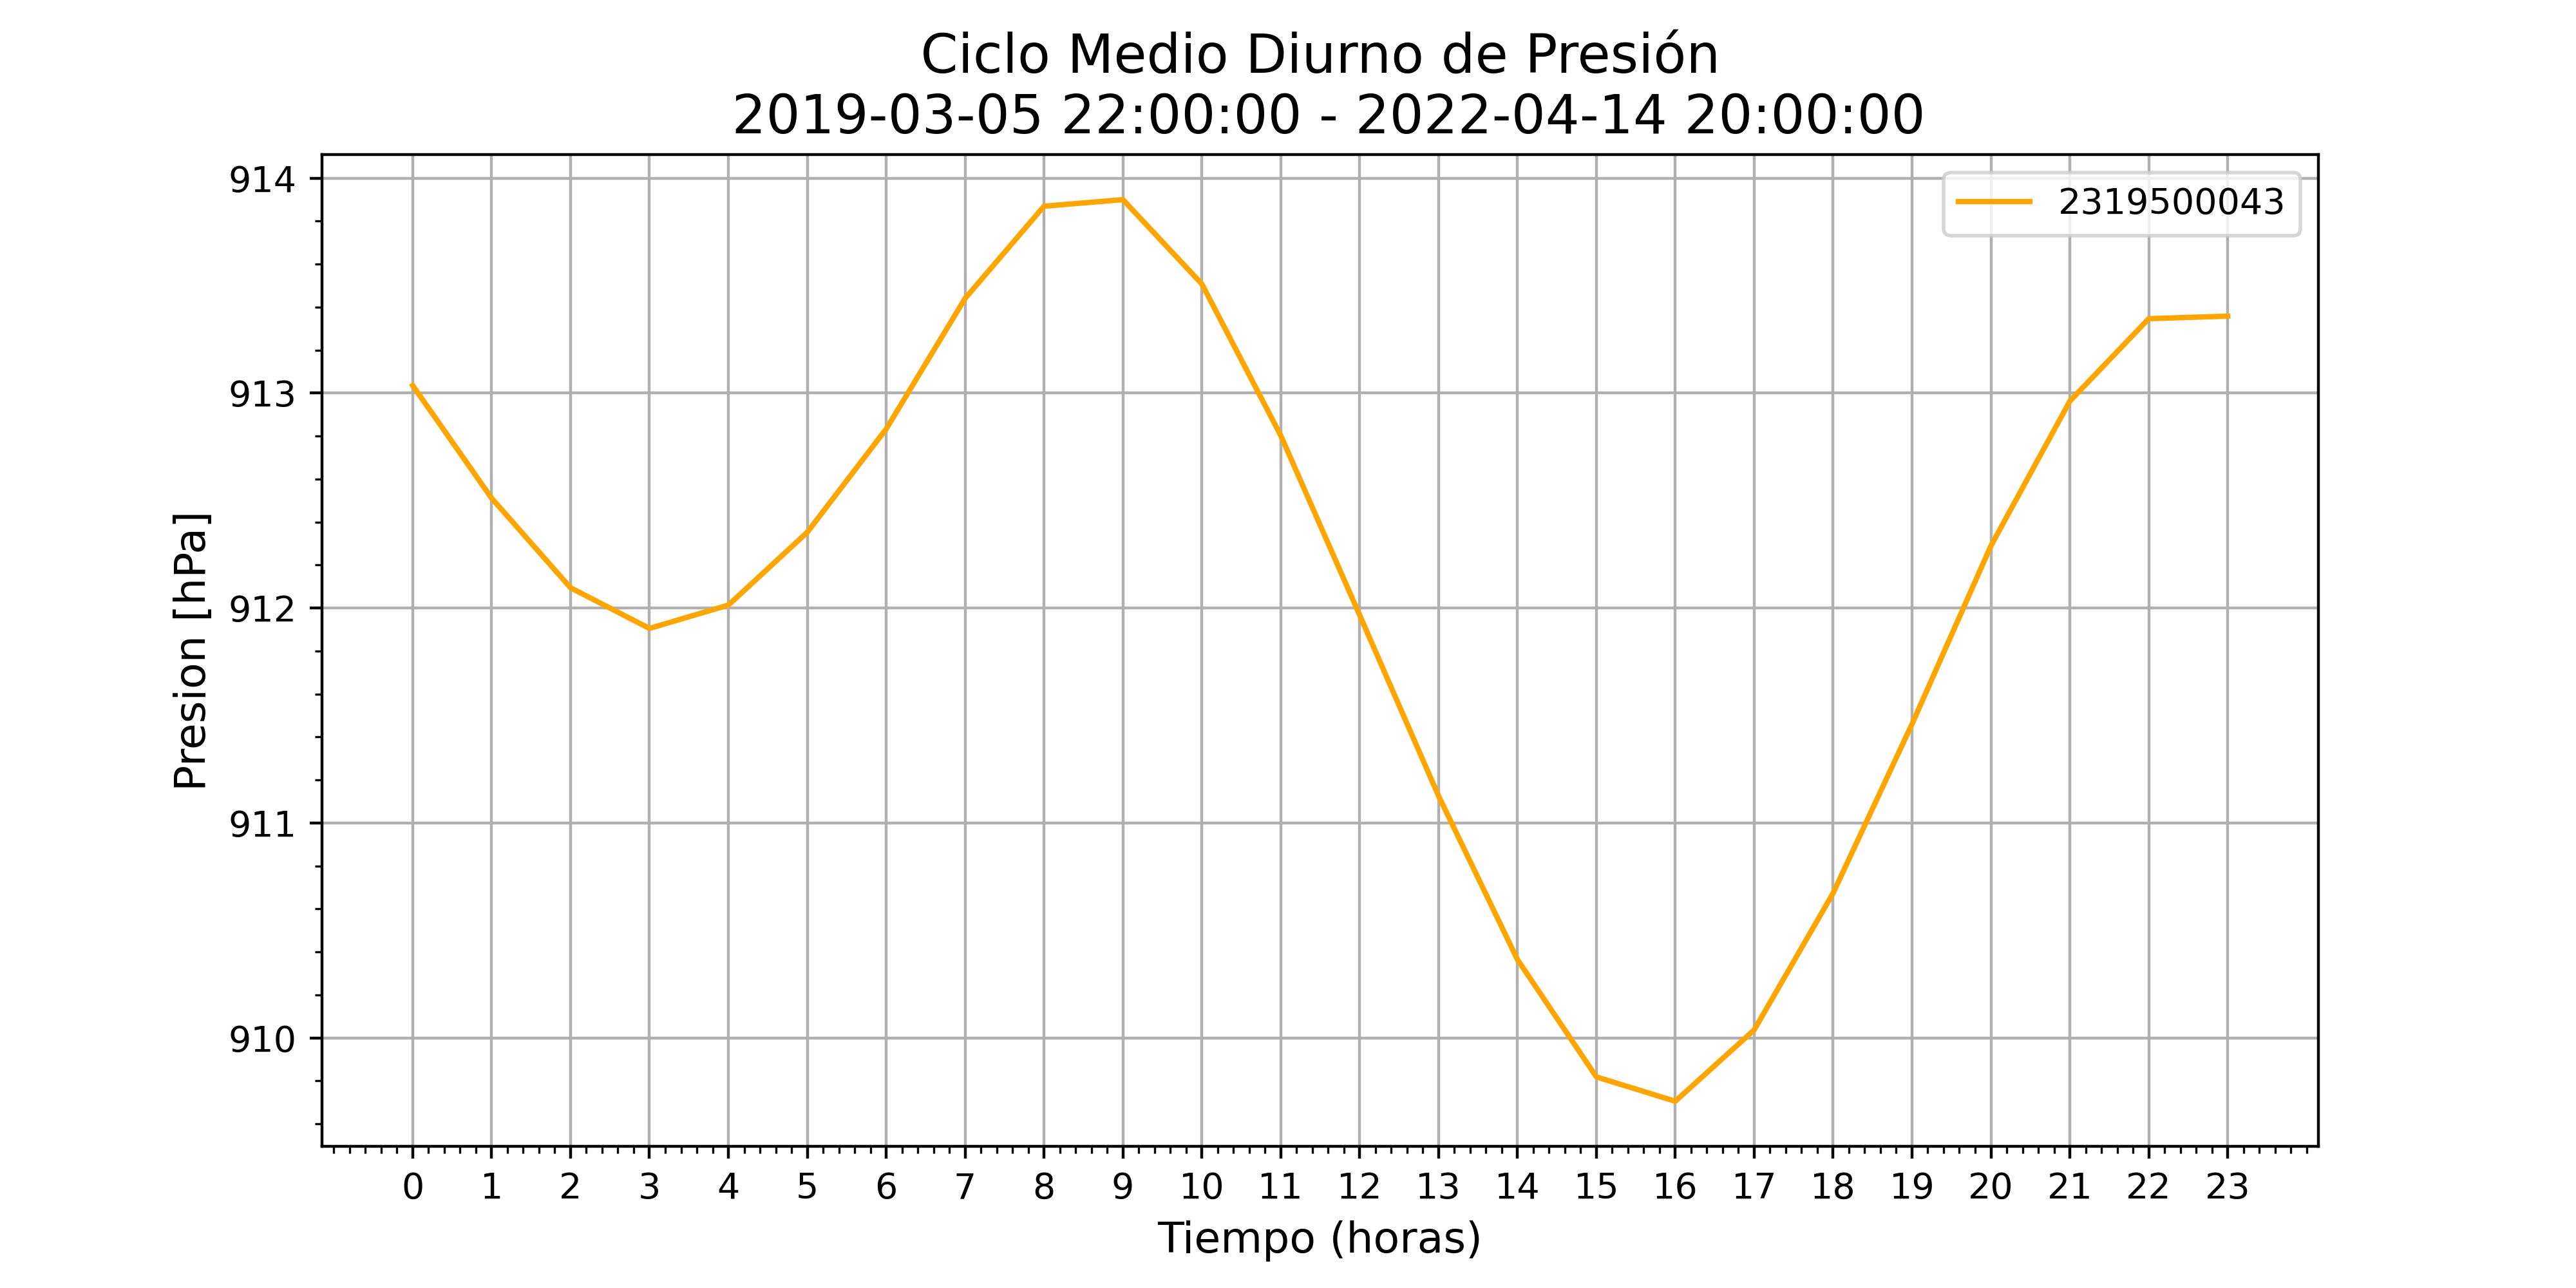 Ciclo Medio Diurno de Presión
2019-03-05 22:00:00 - 2022-04-14 20:00:00
2319500043
914
913
912
911
910
Presion [hPa]
0 1 2 3 4 5 6 7 8 9 10 11 12 13 14 15 16 17 18 19 20 21 22 23
Tiempo (horas)